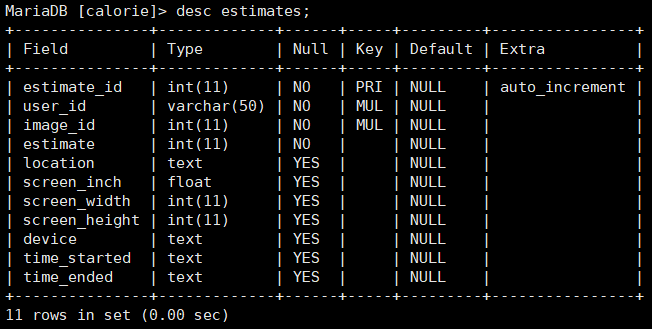 MariaDB [calorie]> desc estimates;
+---------------+-------------+------+-----+---------+----------------+
| Field         | Type        | Null | Key | Default | Extra          |
+---------------+-------------+------+-----+---------+----------------+
| estimate_id   | int(11)     | NO   | PRI | NULL    | auto_increment |
| user_id       | varchar(50) | NO   | MUL | NULL    |                |
| image_id      | int(11)     | NO   | MUL | NULL    |                |
| estimate      | int(11)     | NO   |     | NULL    |                |
| location      | text        | YES  |     | NULL    |                |
| screen_inch   | float       | YES  |     | NULL    |                |
| screen_width  | int(11)     | YES  |     | NULL    |                |
| screen_height | int(11)     | YES  |     | NULL    |                |
| device        | text        | YES  |     | NULL    |                |
| time_started  | text        | YES  |     | NULL    |                |
| time_ended    | text        | YES  |     | NULL    |                |
+---------------+-------------+------+-----+---------+----------------+
11 rows in set (0.00 sec)